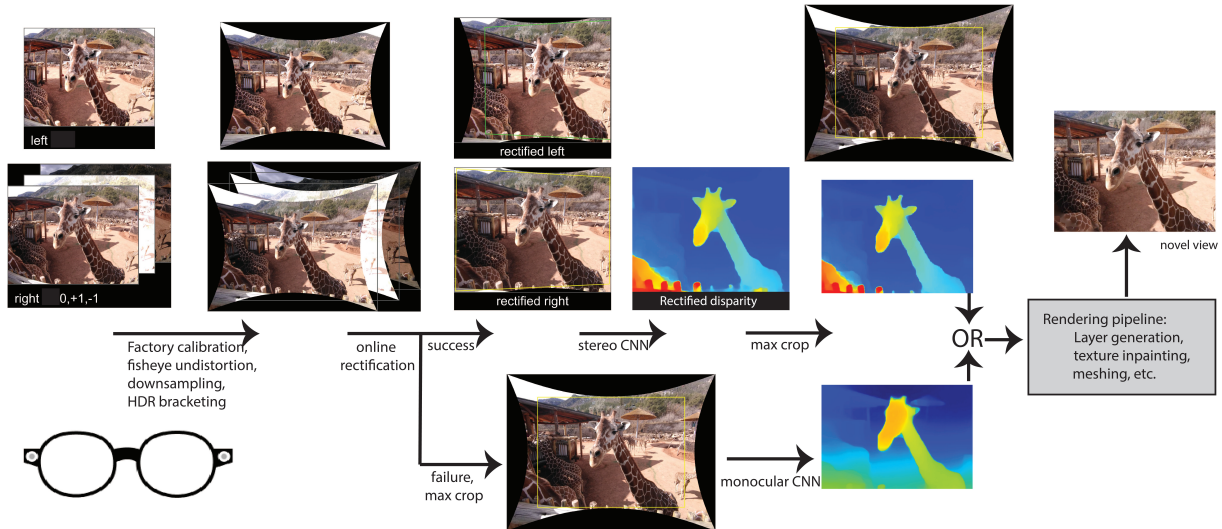 left
right 0,+1,-1
rectified left
rectified right
Rectified disparity
novel view
Factory calibration,
fisheye undistortion,
downsampling,
HDR bracketing
online
rectification
success
stereo CNN
max crop
OR
Rendering pipeline:
Layer generation,
texture inpainting,
meshing, etc.
failure,
max crop
monocular CNN